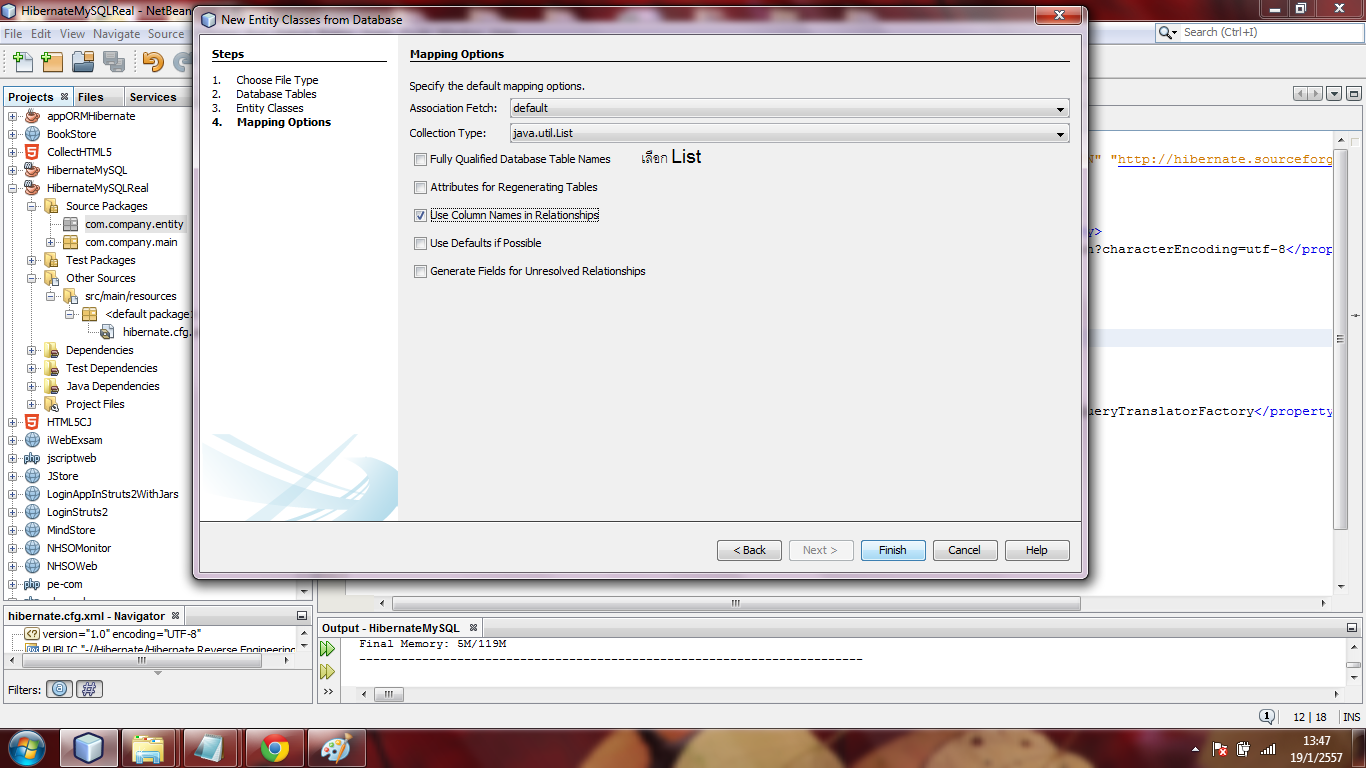 HibernateMySQLReal - NetBean
New Entity Classes from Database
File Edit View Navigate Source
Search (Ctrl+I)
Projects Files Services
appORMHibernate
BookStore
CollectHTML5
HibernateMySQL
HibernateMySQLReal
Source Packages
com.company.entity
com.company.main
Test Packages
Other Sources
src/main/resources
<default package>
hibernate.cfg.
Dependencies
Test Dependencies
Java Dependencies
Project Files
HTML5CJ
iWebExsam
jscriptweb
JStore
LoginAppInStruts2WithJars
LoginStruts2
MindStore
NHSOMonitor
NHSOWeb
pe-com
Steps
1. Choose File Type
2. Database Tables
3. Entity Classes
4. Mapping Options
Mapping Options
Specify the default mapping options.
Association Fetch: default
Collection Type: java.util.List
Fully Qualified Database Table Names เลือก List
Attributes for Regenerating Tables
Use Column Names in Relationships
Use Defaults if Possible
Generate Fields for Unresolved Relationships
< Back Next > Finish Cancel Help
N" "http://hibernate.sourceforg
y>
n?characterEncoding=utf-8</prop
ueryTranslatorFactory</property
hibernate.cfg.xml - Navigator
version="1.0" encoding="UTF-8"
PUBLIC "-//Hibernate/Hibernate Reverse Engineering
Filters:
Output - HibernateMySQL
Final Memory: 5M/119M
------------------------------------------------------------------------
1 12 | 18 INS
13:47
19/1/2557